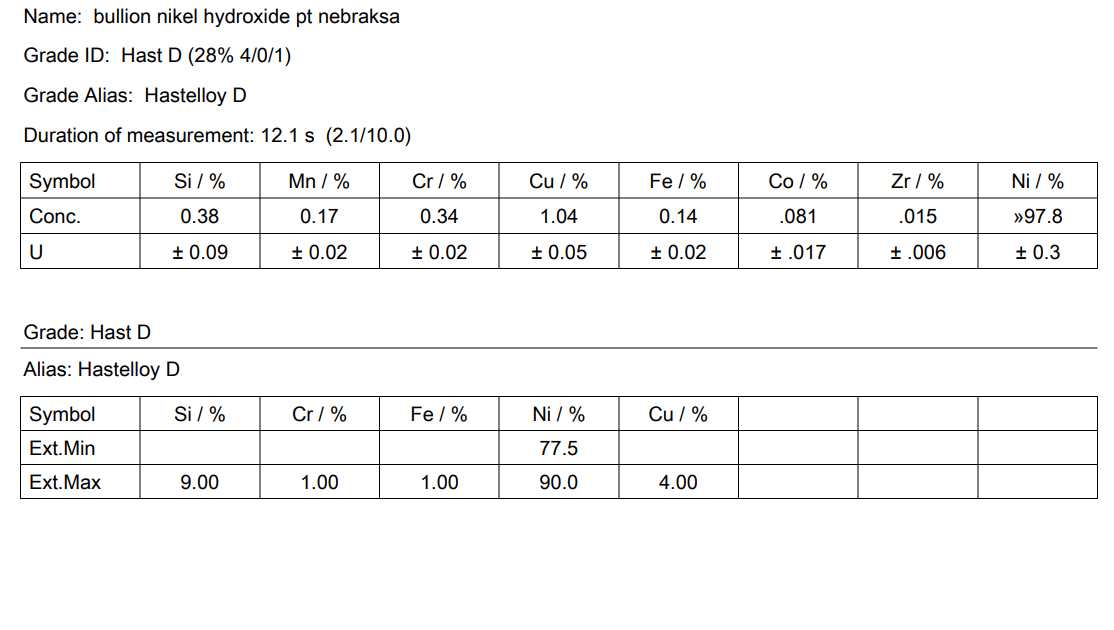 Name:  bullion nikel hydroxide pt nebraksa
Grade ID:  Hast D (28% 4/0/1)
Grade Alias:  Hastelloy D
Duration of measurement: 12.1 s  (2.1/10.0)
Symbol Si / % Mn / % Cr / % Cu / % Fe / % Co / % Zr / % Ni / %
Conc. 0.38 0.17 0.34 1.04 0.14 .081 .015 »97.8
U ± 0.09 ± 0.02 ± 0.02 ± 0.05 ± 0.02 ± .017 ± .006 ± 0.3
Grade: Hast D
Alias: Hastelloy D
Symbol Si / % Cr / % Fe / % Ni / % Cu / %
Ext.Min 77.5
Ext.Max 9.00 1.00 1.00 90.0 4.00